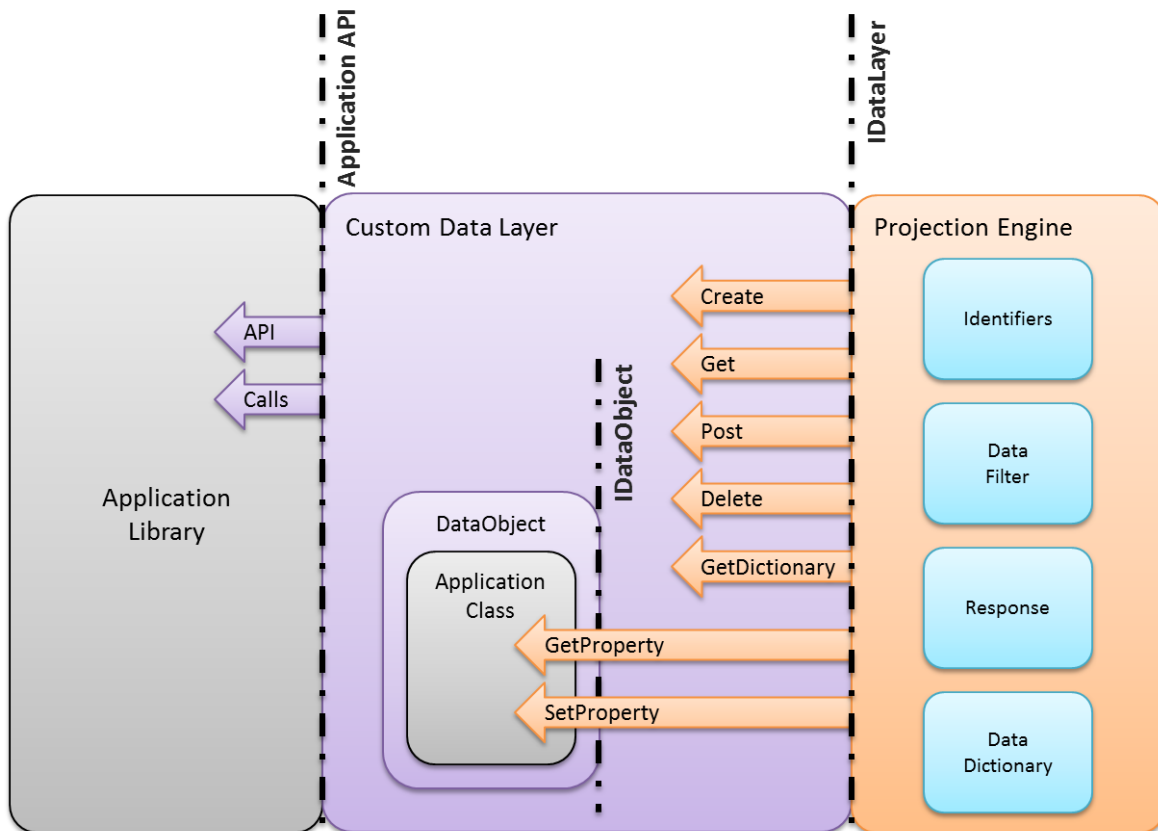 Application API
IDataLayer
Custom Data Layer
Projection Engine
Create
Identifiers
API
Get
Calls
IDataObject
Post
Data
Filter
Application
Library
Delete
DataObject
GetDictionary
Application
Class
Response
GetProperty
SetProperty
Data
Dictionary